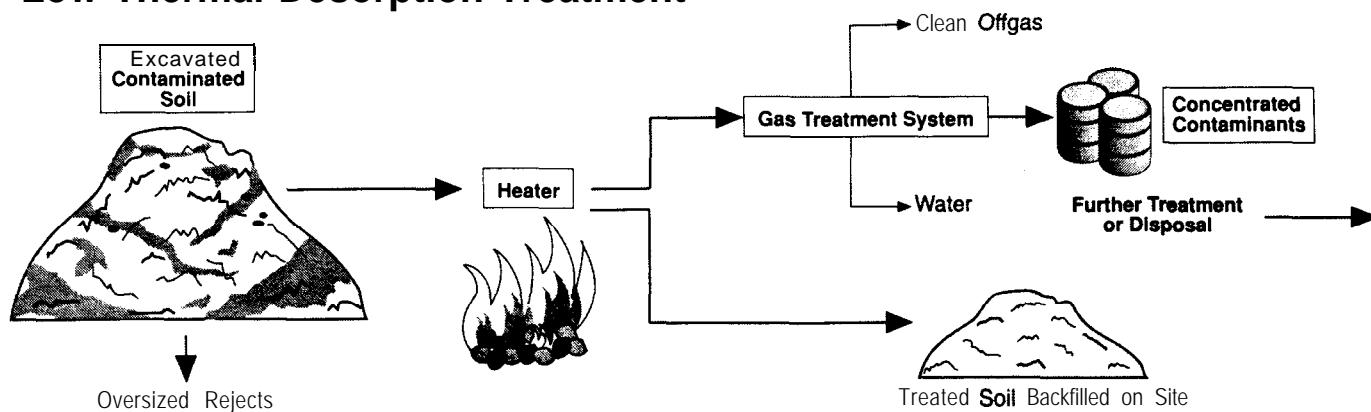 Low Thermal Desorption Treatment
Excavated
Contaminated
Soil
Oversized Rejects
Heater
Gas Treatment System
Clean Offgas
Water
Concentrated
Contaminants
Further Treatment
or Disposal
Treated Soil Backfilled on Site